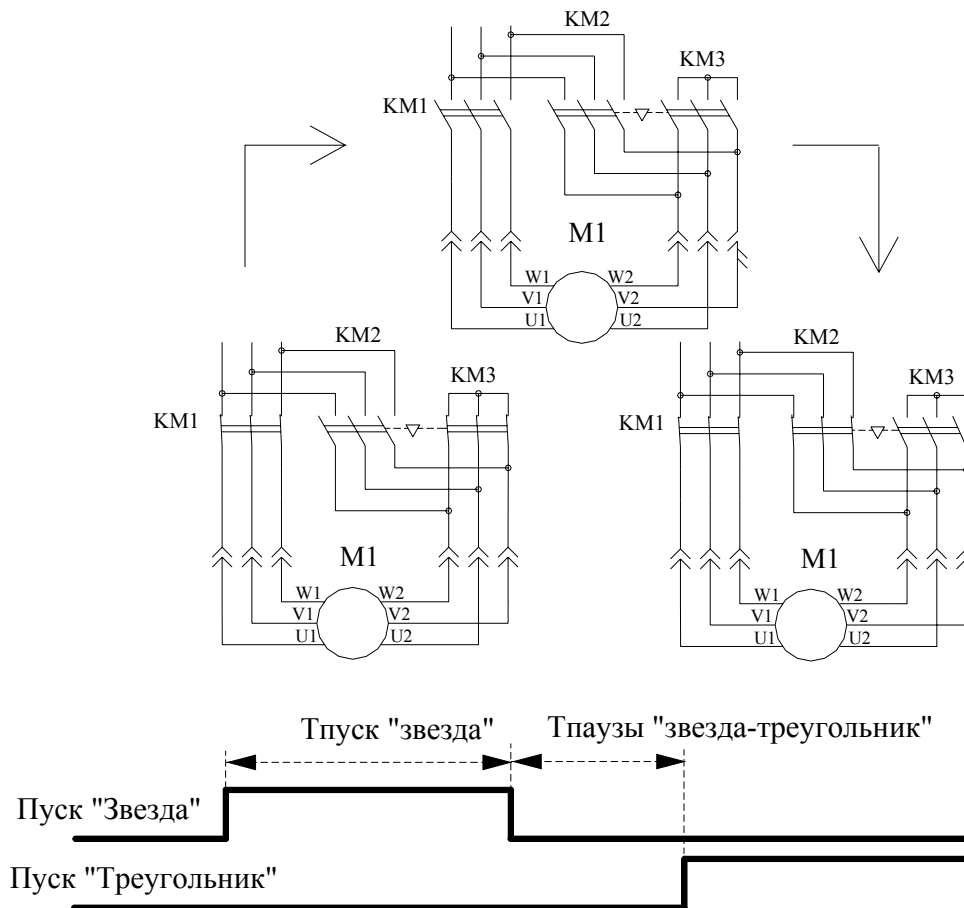 KM2
KM3
KM1
M1
W1 W2
V1 V2
U1 U2
KM2
KM3
KM1
M1
W1 W2
V1 V2
U1 U2
KM2
KM3
KM1
M1
W1 W2
V1 V2
U1 U2
Тпуск "звезда" Тпаузы "звезда-треугольник"
Пуск "Звезда"
Пуск "Треугольник"